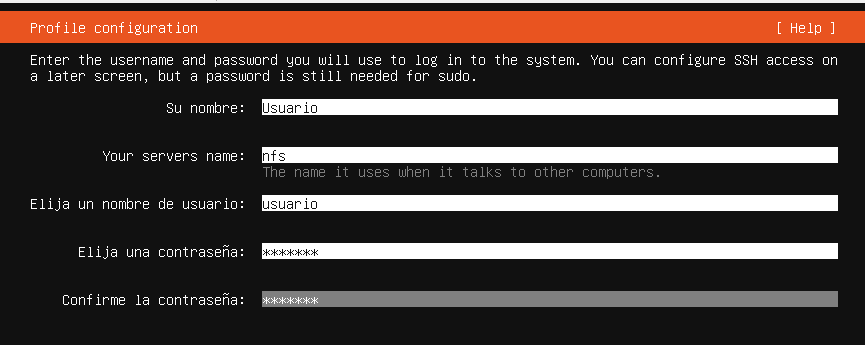 Profile configuration [ Help ]
Enter the username and password you will use to log in to the system. You can configure SSH access on
a later screen, but a password is still needed for sudo.
Su nombre: Usuario
Your servers name: nfs
The name it uses when it talks to other computers.
Elija un nombre de usuario: usuario
Elija una contraseña: *******
Confirme la contraseña: *******